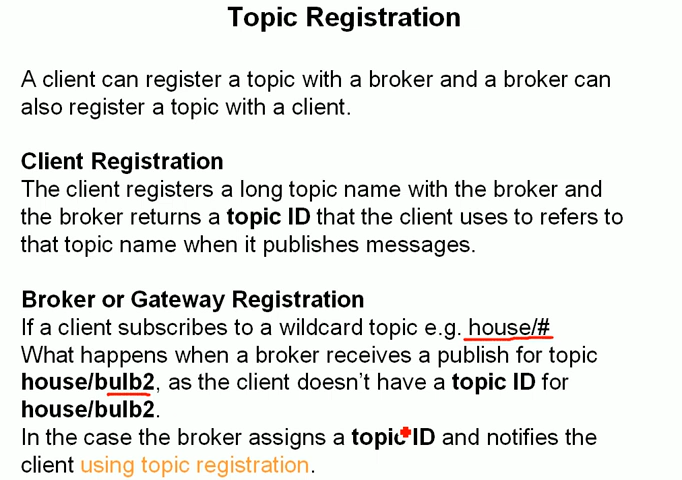 Topic Registration
A client can register a topic with a broker and a broker can
also register a topic with a client.
Client Registration
The client registers a long topic name with the broker and
the broker returns a topic ID that the client uses to refers to
that topic name when it publishes messages.
Broker or Gateway Registration
If a client subscribes to a wildcard topic e.g. house/#
What happens when a broker receives a publish for topic
house/bulb2, as the client doesn't have a topic ID for
house/bulb2.
In the case the broker assigns a topic ID and notifies the
client using topic registration.